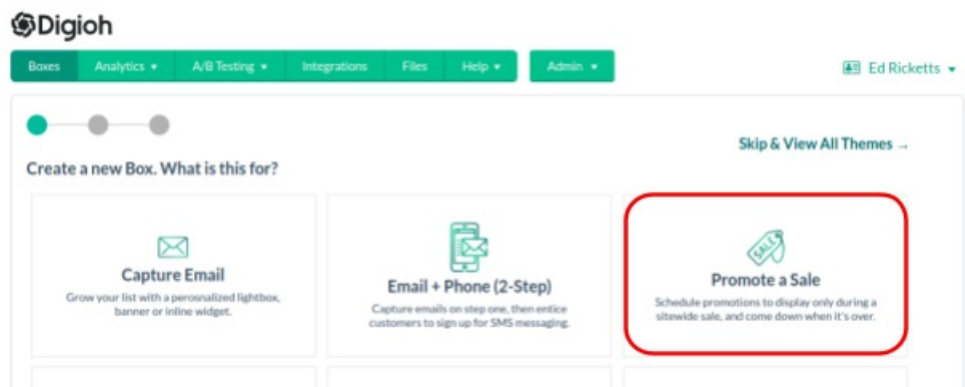 Digioh
Boxes Analytics A/B Testing Integrations Files Help Admin Ed Ricketts
Skip & View All Themes →
Create a new Box. What is this for?
SALE
Capture Email
Grow your list with a perosnalized lightbox,
banner or inline widget.
Email + Phone (2-Step)
Capture emails on step one, then entice
customers to sign up for SMS messaging.
Promote a Sale
Schedule promotions to display only during a
sitewide sale, and come down when it's over.